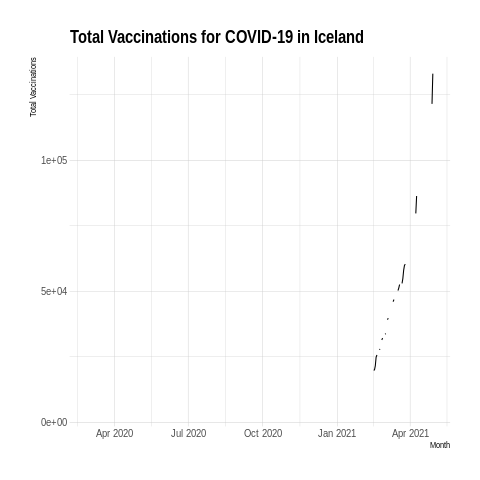 Total Vaccinations for COVID-19 in Iceland
Total Vaccinations
1e+05
5e+04
0e+00
Apr 2020 Jul 2020 Oct 2020 Jan 2021 Apr 2021
Month